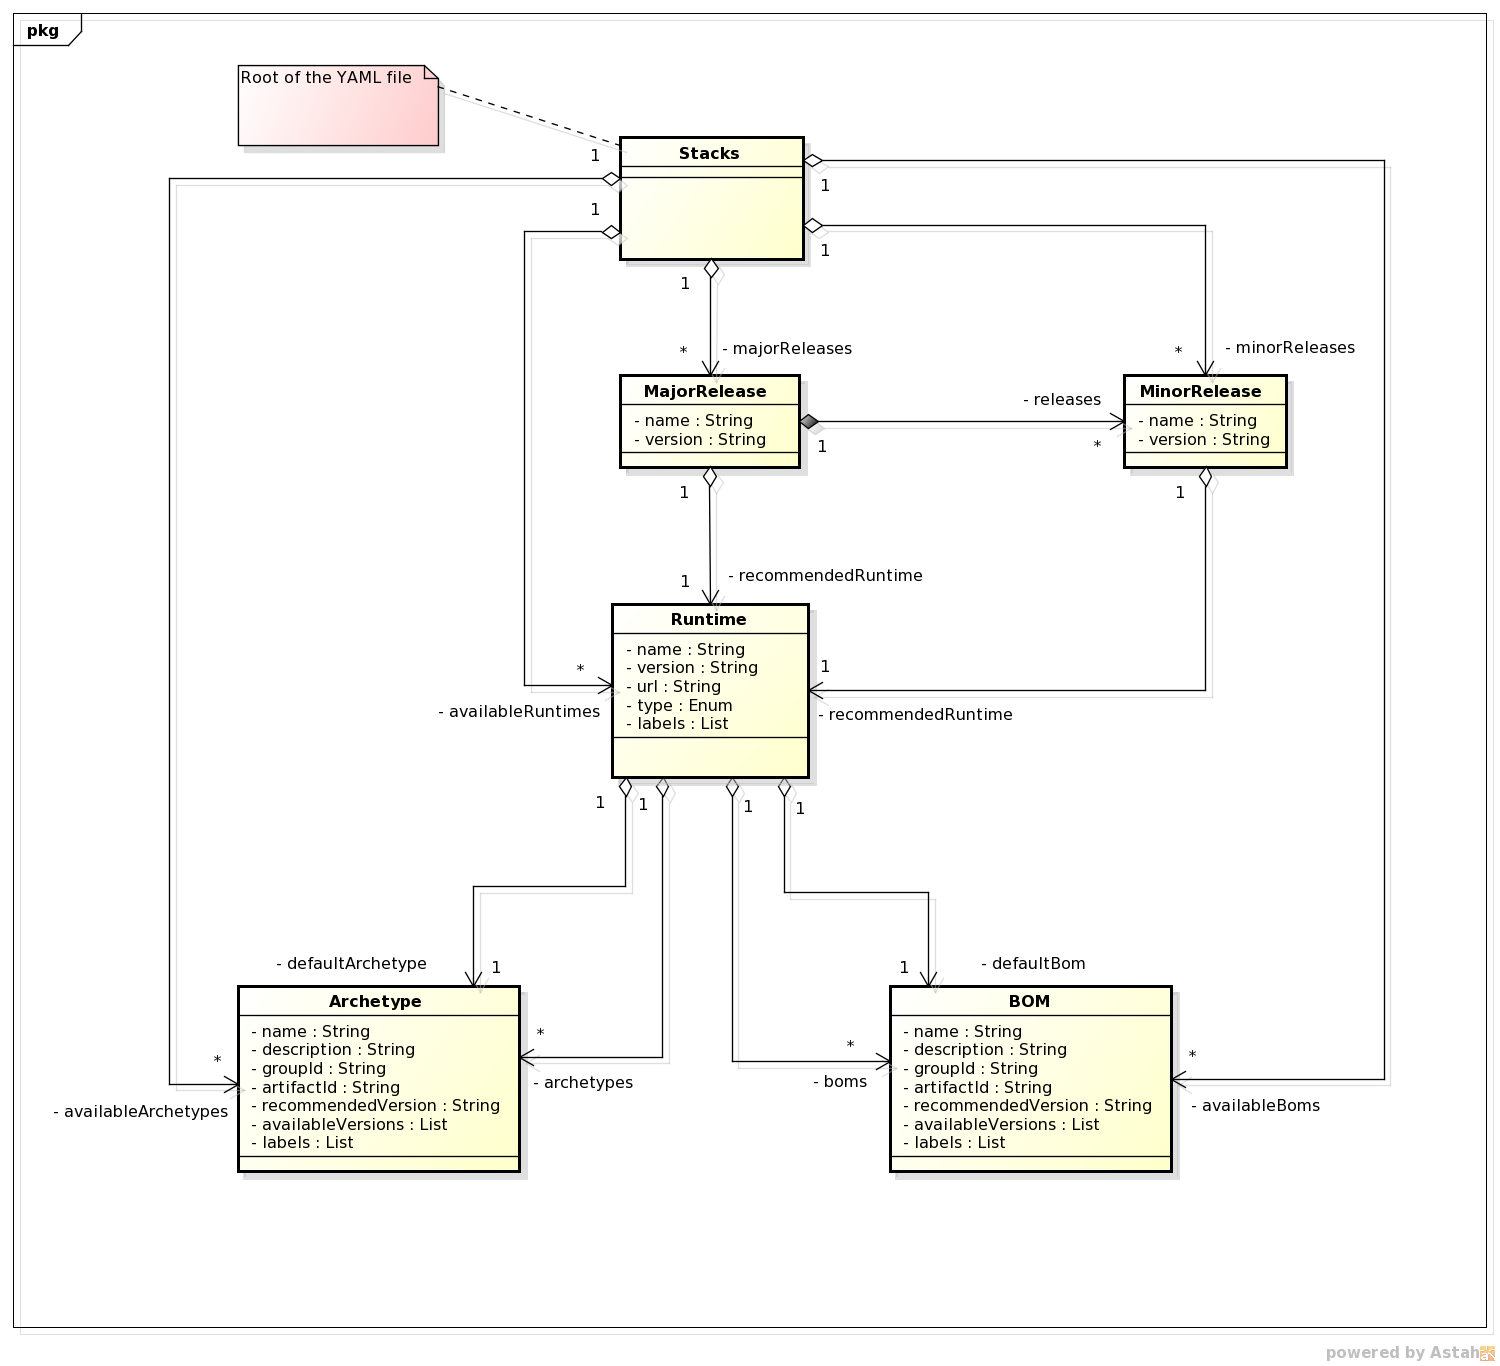 pkg
Root of the YAML file
Stacks
1
1
1
1
1
*
- majorReleases
*
- minorReleases
MajorRelease
- name : String
- version : String
1
- releases
*
MinorRelease
- name : String
- version : String
1
1
1
- recommendedRuntime
Runtime
- name : String
- version : String
- url : String
- type : Enum
- labels : List
*
- availableRuntimes
1
- recommendedRuntime
1
1
1
1
- defaultArchetype
1
1
- defaultBom
Archetype
- name : String
- description : String
- groupId : String
- artifactId : String
- recommendedVersion : String
- availableVersions : List
- labels : List
*
- availableArchetypes
*
- archetypes
*
- boms
BOM
- name : String
- description : String
- groupId : String
- artifactId : String
- recommendedVersion : String
- availableVersions : List
- labels : List
*
- availableBoms
powered by Astah